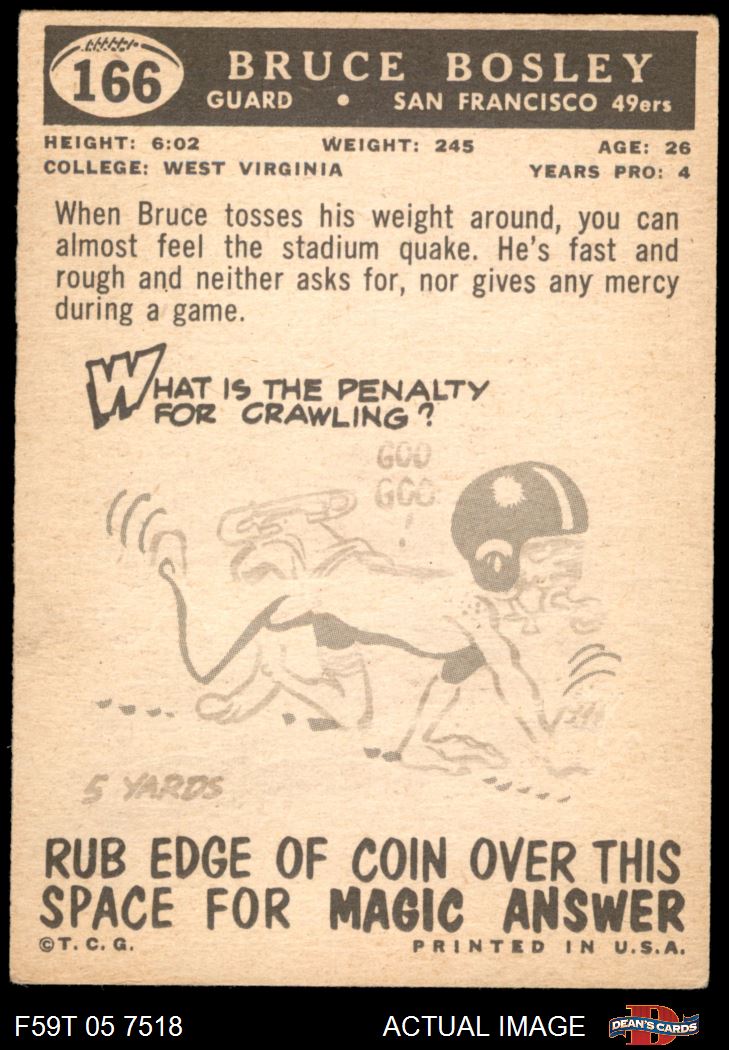 166
BRUCE BOSLEY
GUARD • SAN FRANCISCO 49ers
HEIGHT: 6:02 WEIGHT: 245 AGE: 26
COLLEGE: WEST VIRGINIA YEARS PRO: 4
When Bruce tosses his weight around, you can
almost feel the stadium quake. He's fast and
rough and neither asks for, nor gives any mercy
during a game.
WHAT IS THE PENALTY
FOR CRAWLING?
GOO
GOO
!
5 YARDS
RUB EDGE OF COIN OVER THIS
SPACE FOR MAGIC ANSWER
©T.C.G. PRINTED IN U.S.A.
F59T 05 7518 ACTUAL IMAGE DEAN'S CARDS